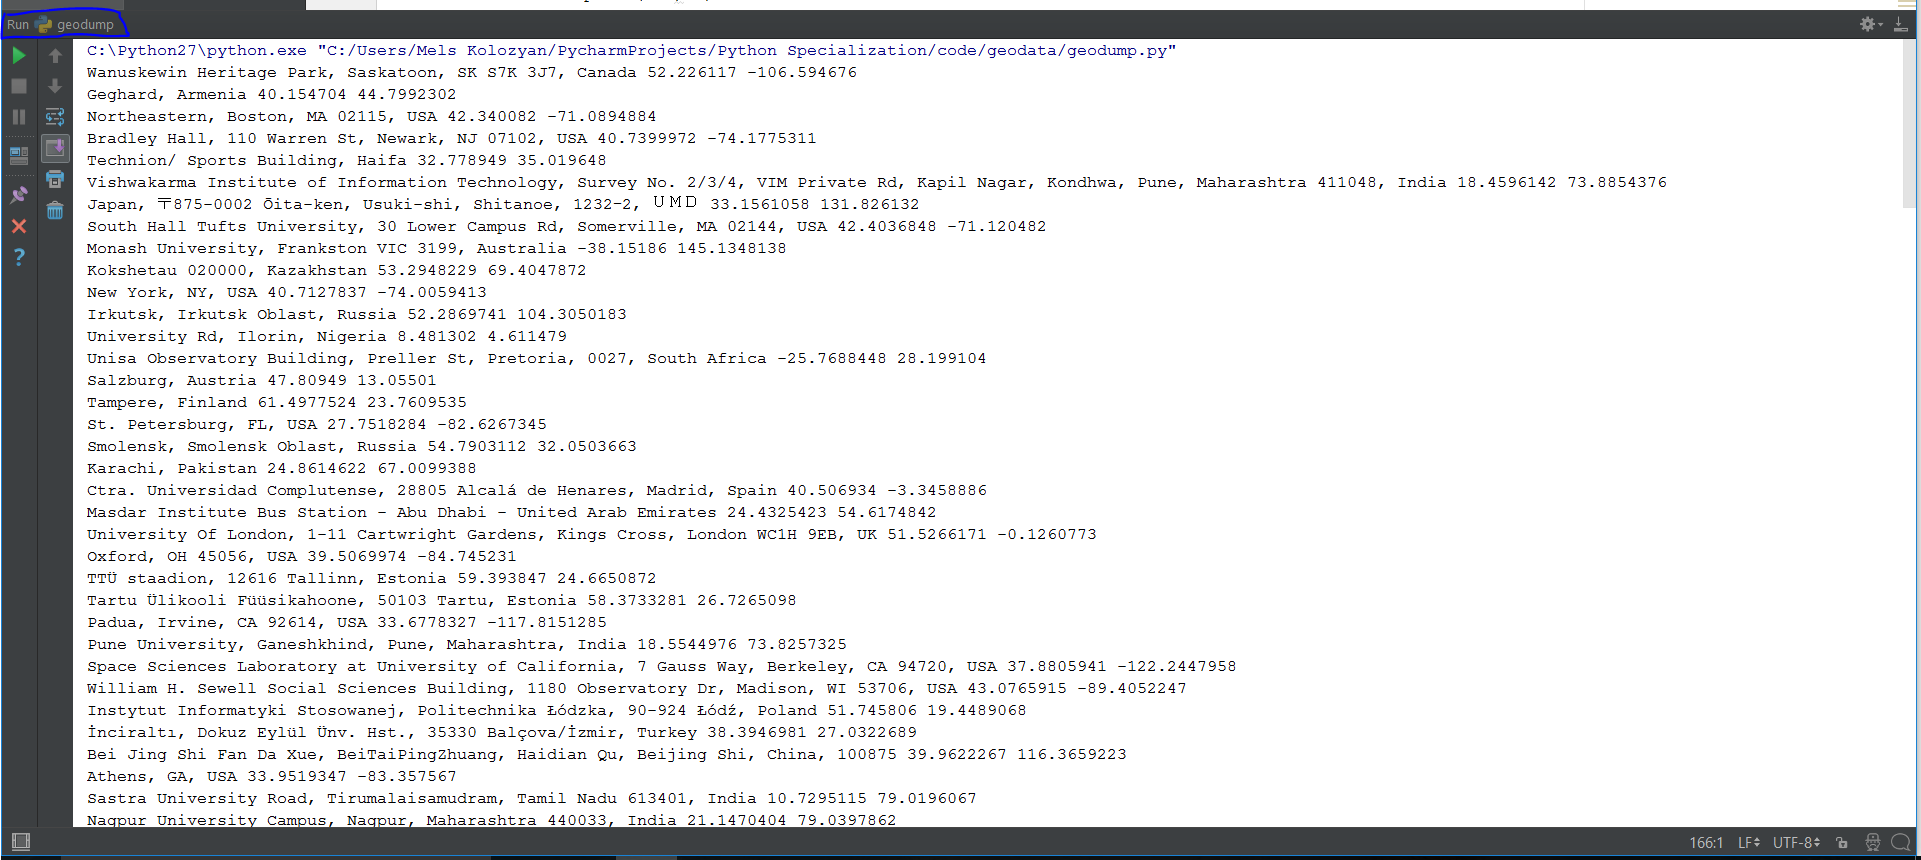 Run geodump
C:\Python27\python.exe "C:/Users/Mels Kolozyan/PycharmProjects/Python Specialization/code/geodata/geodump.py"
Wanuskewin Heritage Park, Saskatoon, SK S7K 3J7, Canada 52.226117 -106.594676
Geghard, Armenia 40.154704 44.7992302
Northeastern, Boston, MA 02115, USA 42.340082 -71.0894884
Bradley Hall, 110 Warren St, Newark, NJ 07102, USA 40.7399972 -74.1775311
Technion/ Sports Building, Haifa 32.778949 35.019648
Vishwakarma Institute of Information Technology, Survey No. 2/3/4, VIM Private Rd, Kapil Nagar, Kondhwa, Pune, Maharashtra 411048, India 18.4596142 73.8854376
Japan, 〒875-0002 Ōita-ken, Usuki-shi, Shitanoe, 1232-2, ＵＭＤ 33.1561058 131.826132
South Hall Tufts University, 30 Lower Campus Rd, Somerville, MA 02144, USA 42.4036848 -71.120482
Monash University, Frankston VIC 3199, Australia -38.15186 145.1348138
Kokshetau 020000, Kazakhstan 53.2948229 69.4047872
New York, NY, USA 40.7127837 -74.0059413
Irkutsk, Irkutsk Oblast, Russia 52.2869741 104.3050183
University Rd, Ilorin, Nigeria 8.481302 4.611479
Unisa Observatory Building, Preller St, Pretoria, 0027, South Africa -25.7688448 28.199104
Salzburg, Austria 47.80949 13.05501
Tampere, Finland 61.4977524 23.7609535
St. Petersburg, FL, USA 27.7518284 -82.6267345
Smolensk, Smolensk Oblast, Russia 54.7903112 32.0503663
Karachi, Pakistan 24.8614622 67.0099388
Ctra. Universidad Complutense, 28805 Alcalá de Henares, Madrid, Spain 40.506934 -3.3458886
Masdar Institute Bus Station - Abu Dhabi - United Arab Emirates 24.4325423 54.6174842
University Of London, 1-11 Cartwright Gardens, Kings Cross, London WC1H 9EB, UK 51.5266171 -0.1260773
Oxford, OH 45056, USA 39.5069974 -84.745231
TTÜ staadion, 12616 Tallinn, Estonia 59.393847 24.6650872
Tartu Ülikooli Füüsikahoone, 50103 Tartu, Estonia 58.3733281 26.7265098
Padua, Irvine, CA 92614, USA 33.6778327 -117.8151285
Pune University, Ganeshkhind, Pune, Maharashtra, India 18.5544976 73.8257325
Space Sciences Laboratory at University of California, 7 Gauss Way, Berkeley, CA 94720, USA 37.8805941 -122.2447958
William H. Sewell Social Sciences Building, 1180 Observatory Dr, Madison, WI 53706, USA 43.0765915 -89.4052247
Instytut Informatyki Stosowanej, Politechnika Łódzka, 90-924 Łódź, Poland 51.745806 19.4489068
İnciraltı, Dokuz Eylül Ünv. Hst., 35330 Balçova/İzmir, Turkey 38.3946981 27.0322689
Bei Jing Shi Fan Da Xue, BeiTaiPingZhuang, Haidian Qu, Beijing Shi, China, 100875 39.9622267 116.3659223
Athens, GA, USA 33.9519347 -83.357567
Sastra University Road, Tirumalaisamudram, Tamil Nadu 613401, India 10.7295115 79.0196067
Nagpur University Campus, Nagpur, Maharashtra 440033, India 21.1470404 79.0397862
166:1 LF UTF-8